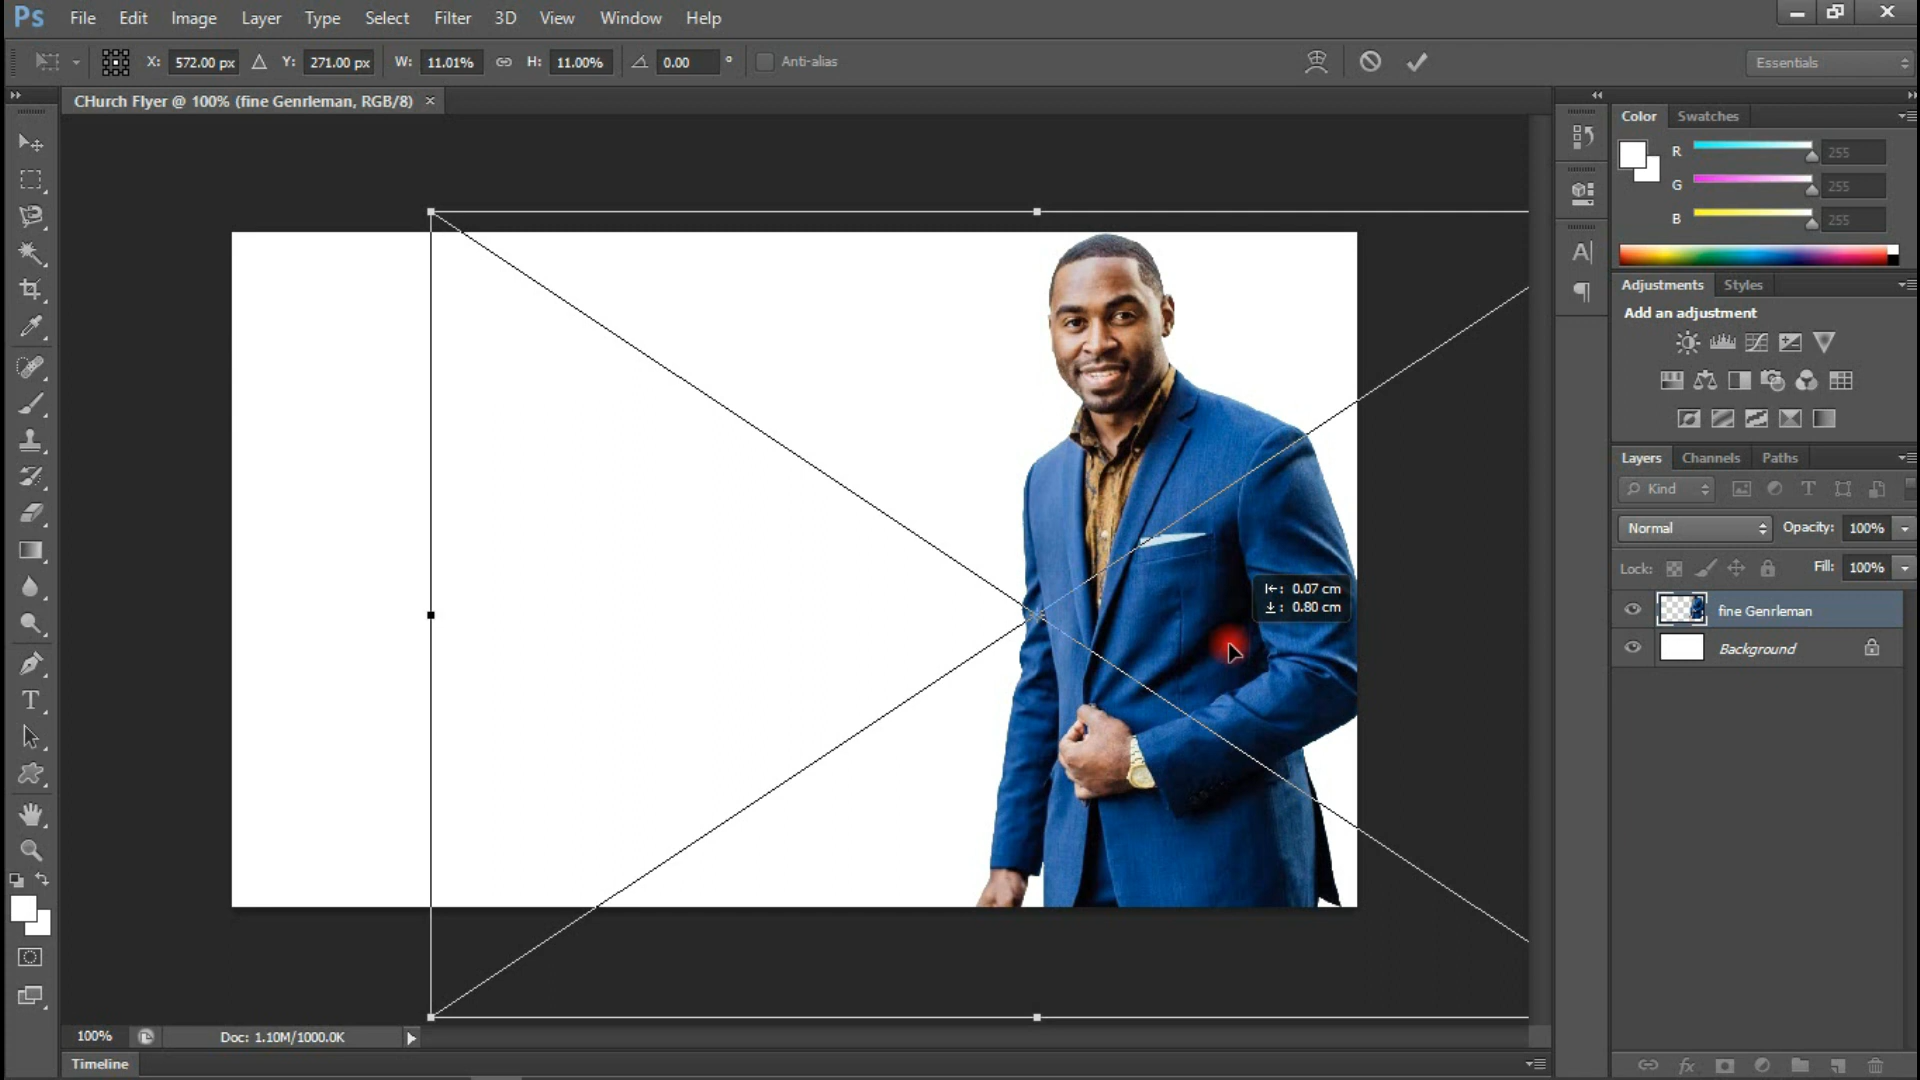 Ps File Edit Image Layer Type Select Filter 3D View Window Help
X: 572.00 px Y: 271.00 px W: 11.01% H: 11.00% 0.00 ° Anti-alias Essentials
CHurch Flyer @ 100% (fine Genrleman, RGB/8) ×
Color Swatches
R 255
G 255
B 255
Adjustments Styles
Add an adjustment
Layers Channels Paths
Kind
Normal Opacity: 100%
Lock: Fill: 100%
: 0.07 cm
: 0.80 cm
fine Genrleman
Background
100% Doc: 1.10M/1000.0K
Timeline